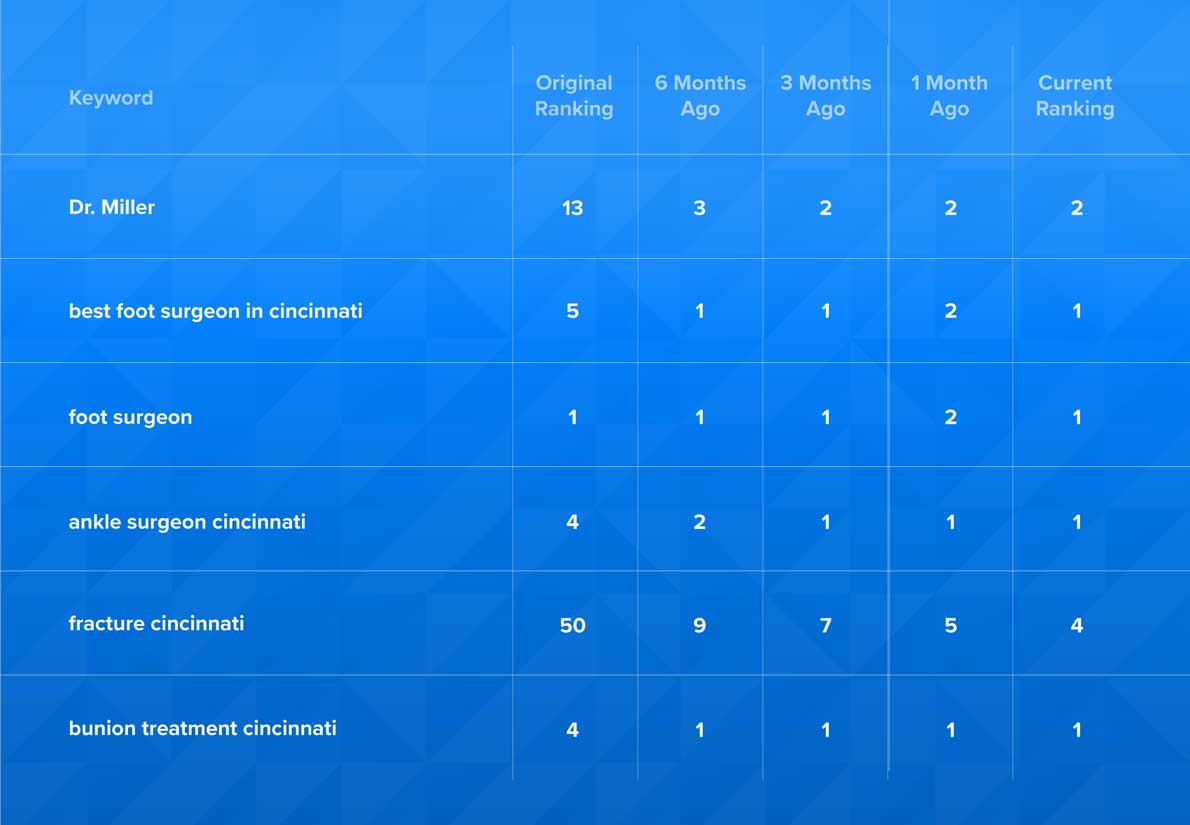 Keyword Original Ranking 6 Months Ago 3 Months Ago 1 Month Ago Current Ranking
Dr. Miller 13 3 2 2 2
best foot surgeon in cincinnati 5 1 1 2 1
foot surgeon 1 1 1 2 1
ankle surgeon cincinnati 4 2 1 1 1
fracture cincinnati 50 9 7 5 4
bunion treatment cincinnati 4 1 1 1 1